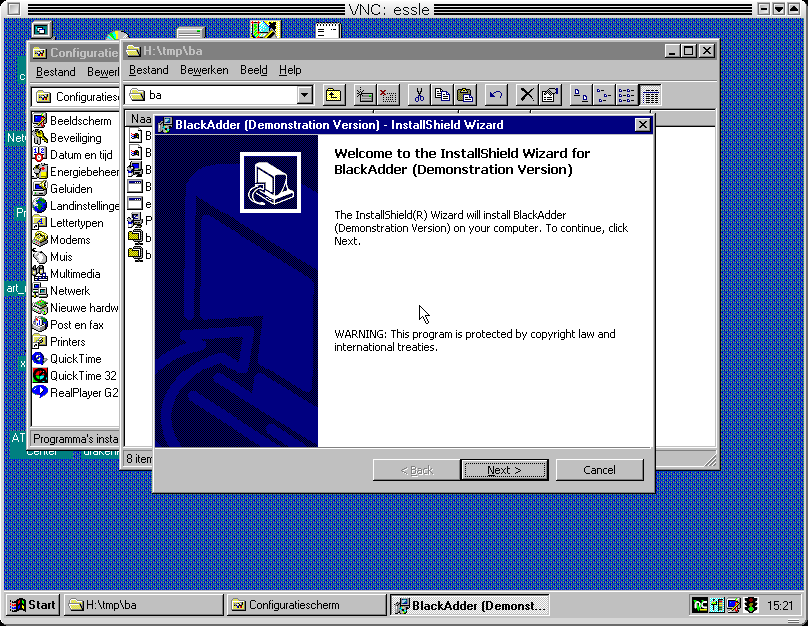 VNC: essle
Configuraties
Bestand Bewerk
Configuraties
Beeldscherm
Beveiliging
Datum en tijd
Energiebeheer
Geluiden
Landinstellinge
Lettertypen
Modems
Muis
Multimedia
Netwerk
Nieuwe hardw
Post en fax
Printers
QuickTime
QuickTime 32
RealPlayer G2
Programma's insta
H:\tmp\ba
Bestand Bewerken Beeld Help
ba
Naa
8 item
BlackAdder (Demonstration Version) - InstallShield Wizard
Welcome to the InstallShield Wizard for
BlackAdder (Demonstration Version)
The InstallShield(R) Wizard will install BlackAdder
(Demonstration Version) on your computer. To continue, click
Next.
WARNING: This program is protected by copyright law and
international treaties.
< Back Next > Cancel
Start H:\tmp\ba Configuratiescherm BlackAdder (Demonst... 15:21